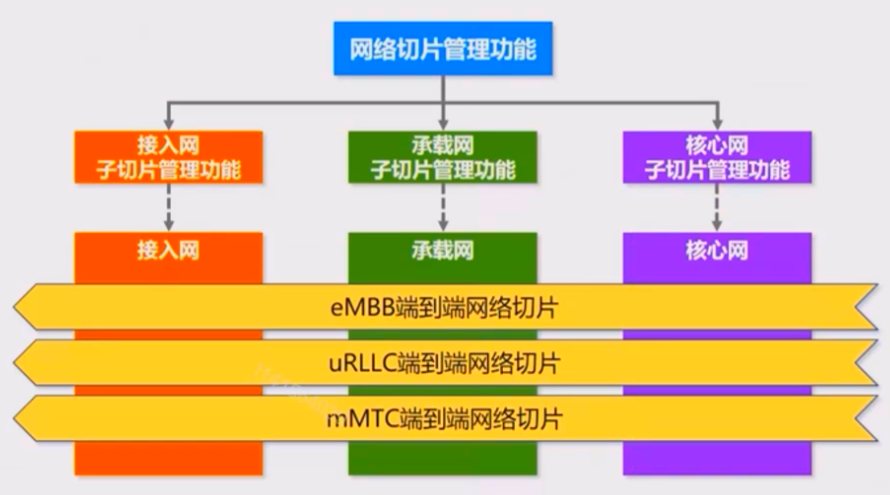 网络切片管理功能
接入网
子切片管理功能
承载网
子切片管理功能
核心网
子切片管理功能
接入网
承载网
核心网
eMBB端到端网络切片
uRLLC端到端网络切片
mMTC端到端网络切片